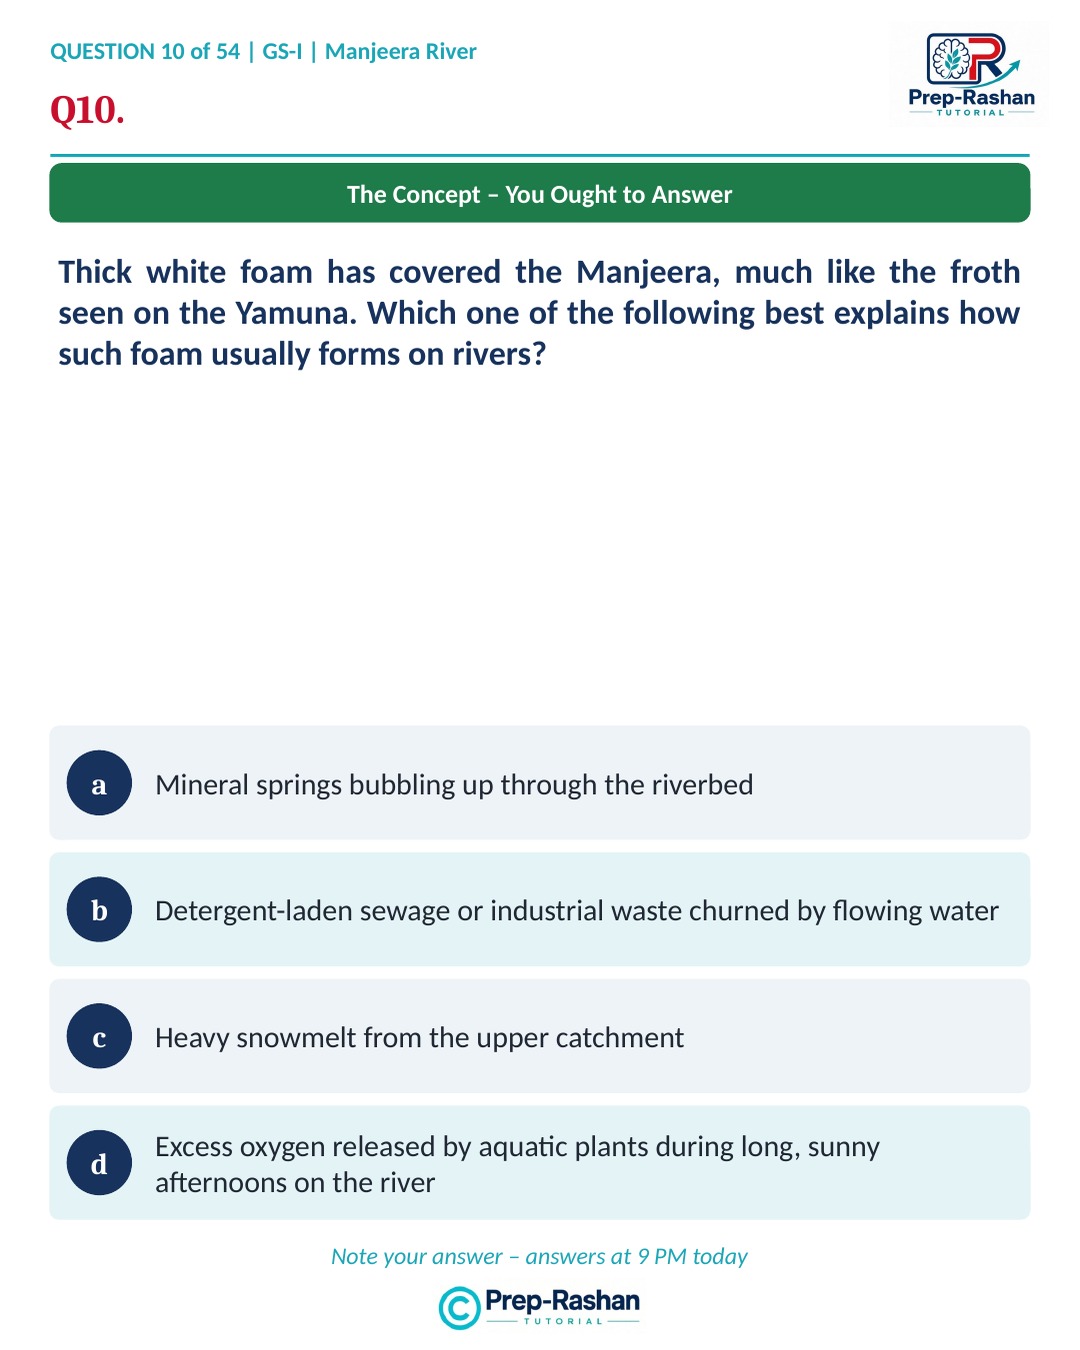 QUESTION 10 of 54 | GS-I | Manjeera River
Prep-Rashan
TUTORIAL
Q10.
The Concept – You Ought to Answer
Thick white foam has covered the Manjeera, much like the froth
seen on the Yamuna. Which one of the following best explains how
such foam usually forms on rivers?
a Mineral springs bubbling up through the riverbed
b Detergent-laden sewage or industrial waste churned by flowing water
c Heavy snowmelt from the upper catchment
d Excess oxygen released by aquatic plants during long, sunny
afternoons on the river
Note your answer – answers at 9 PM today
© Prep-Rashan
TUTORIAL